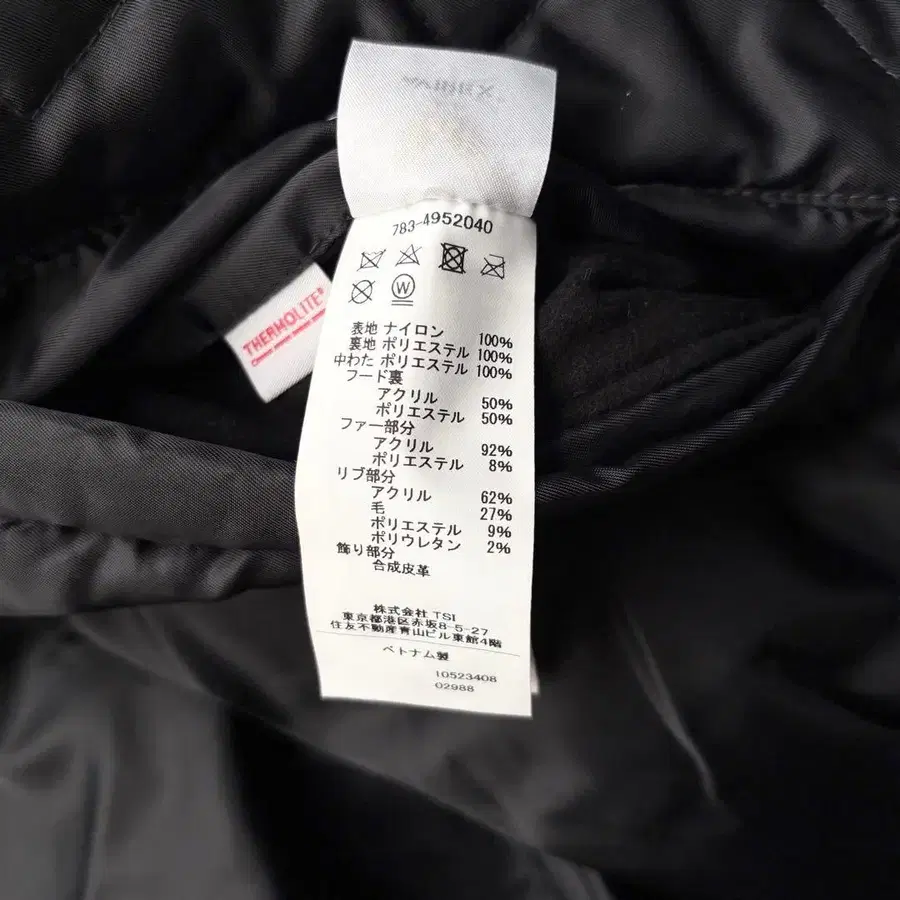 783-4952040
W
THERMOLITE®
表地 ナイロン 100%
裏地 ポリエステル 100%
中わた ポリエステル 100%
フード裏
アクリル 50%
ポリエステル 50%
ファー部分
アクリル 92%
ポリエステル 8%
リブ部分
アクリル 62%
毛 27%
ポリエステル 9%
ポリウレタン 2%
飾り部分
合成皮革
株式会社 TSI
東京都港区赤坂8-5-27
住友不動産青山ビル東館4階
ベトナム製
10523408
02988